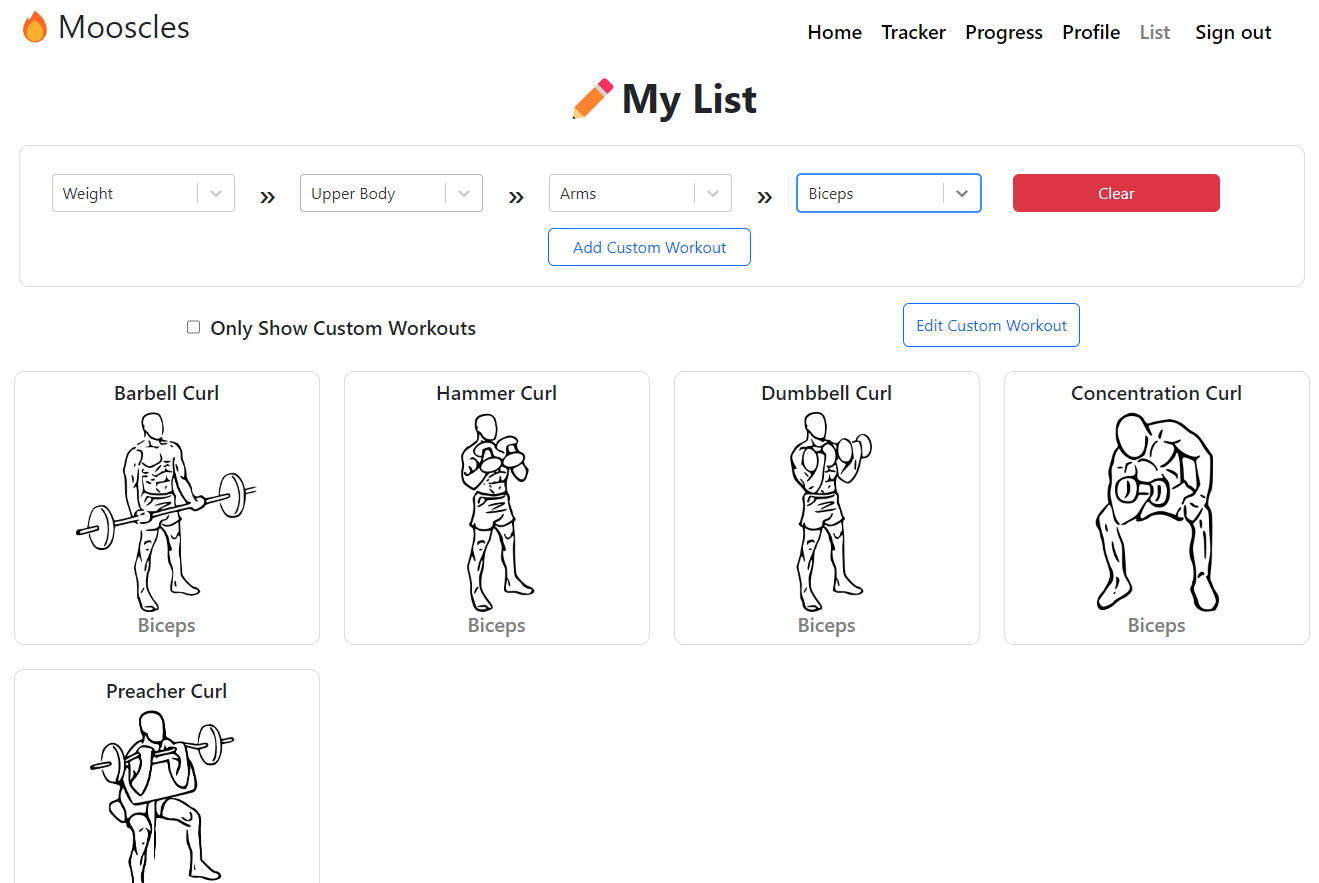 Mooscles
Home Tracker Progress Profile List Sign out
My List
Weight » Upper Body » Arms » Biceps Clear
Add Custom Workout
Only Show Custom Workouts Edit Custom Workout
Barbell Curl Hammer Curl Dumbbell Curl Concentration Curl
Biceps Biceps Biceps Biceps
Preacher Curl